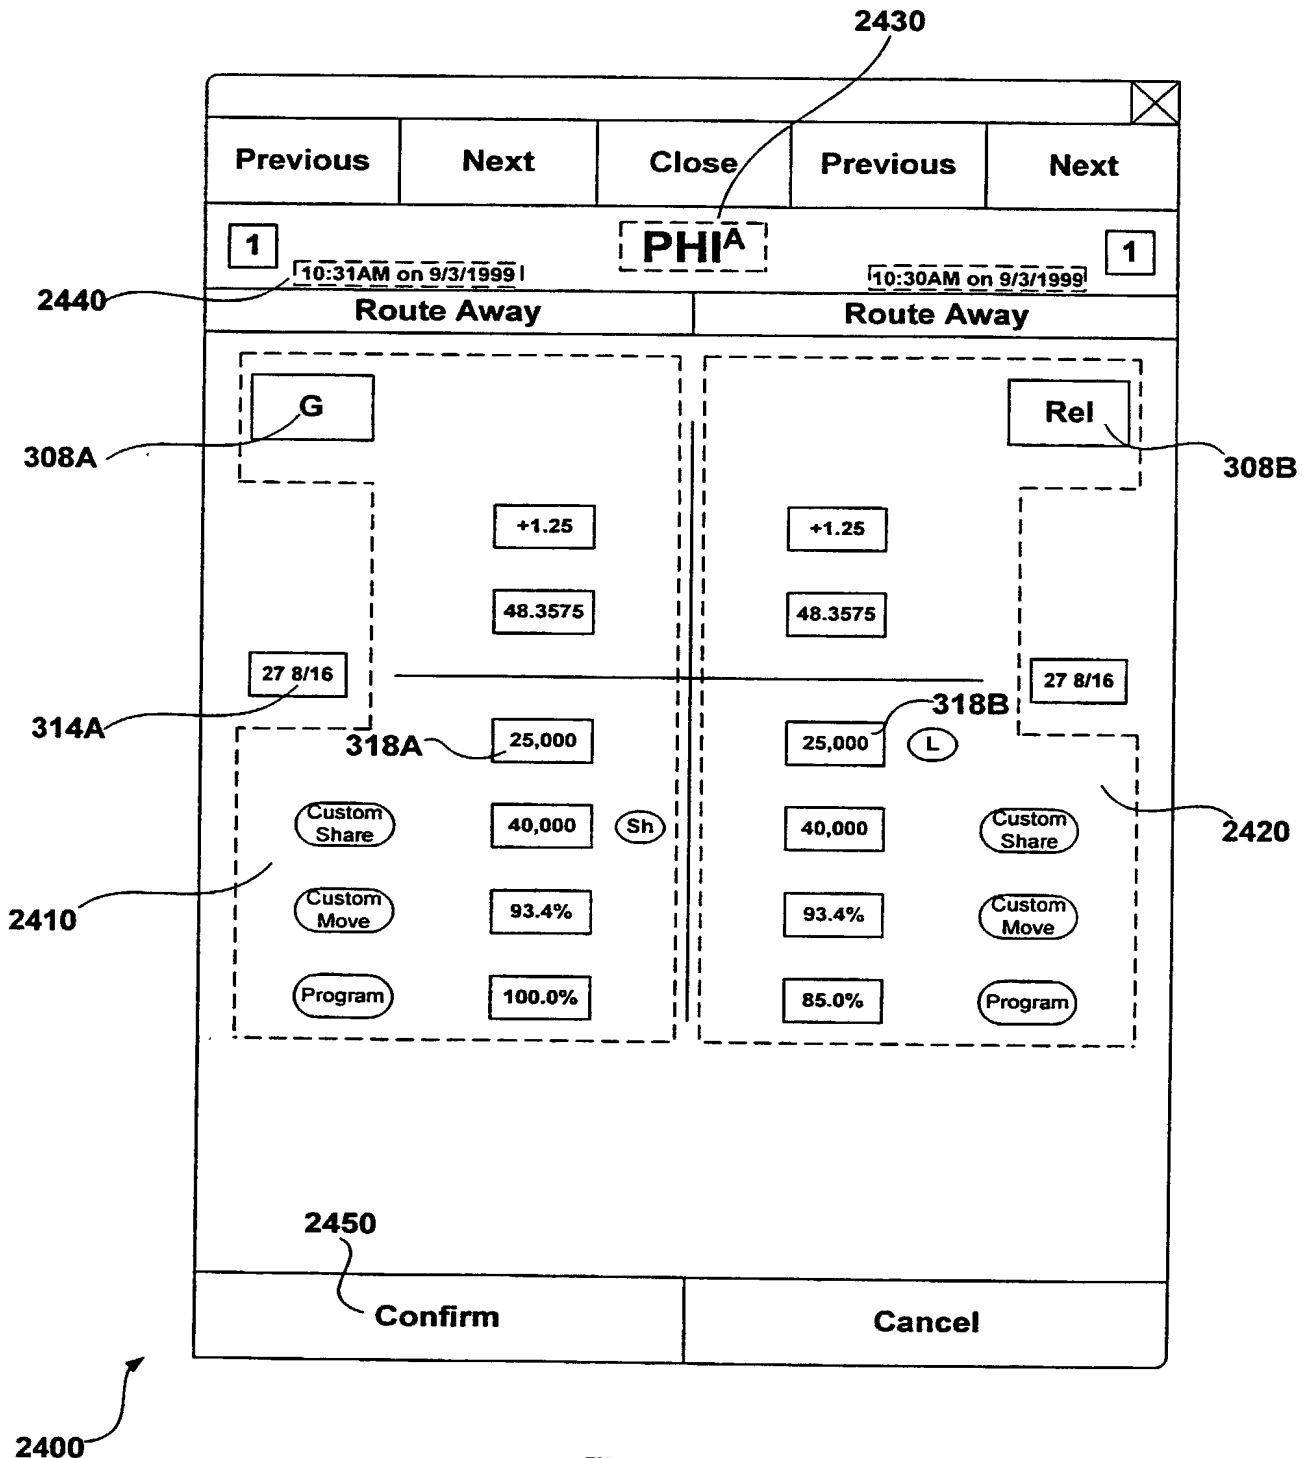 2430
Previous Next Close Previous Next
1 PHI^A 1
10:31AM on 9/3/1999 10:30AM on 9/3/1999
2440
Route Away Route Away
G Rel
308A 308B
+1.25 +1.25
48.3575 48.3575
27 8/16 27 8/16
314A 318B
318A 25,000 25,000 L
Custom Share 40,000 Sh 40,000 Custom Share
2420
2410
Custom Move 93.4% 93.4% Custom Move
Program 100.0% 85.0% Program
2450
Confirm Cancel
2400